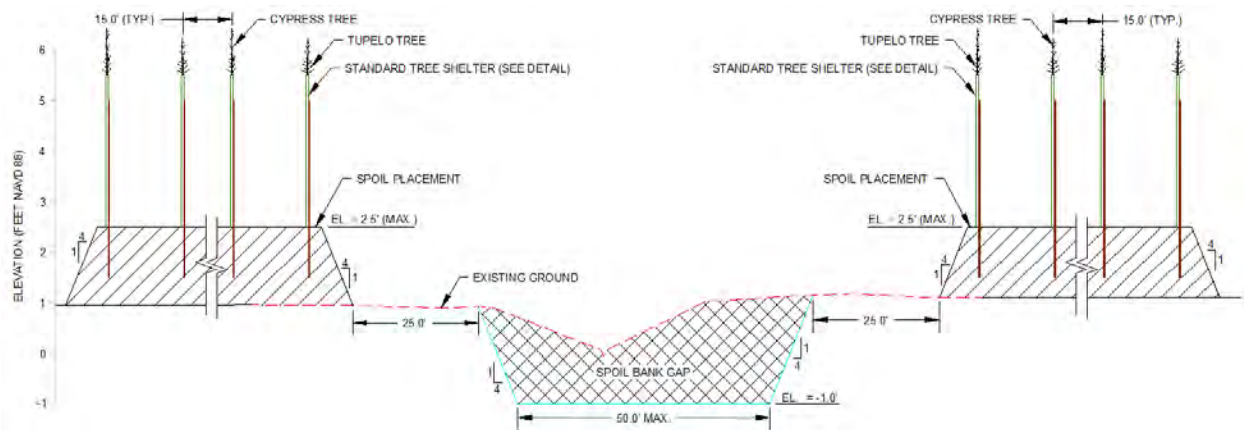 15.0' (TYP.)
CYPRESS TREE
TUPELO TREE
STANDARD TREE SHELTER (SEE DETAIL)
CYPRESS TREE
15.0' (TYP.)
TUPELO TREE
STANDARD TREE SHELTER (SEE DETAIL)
6
5
4
3
2
1
0
-1
ELEVATION (FEET NAVD 88)
SPOIL PLACEMENT
EL. = 2.5' (MAX.)
SPOIL PLACEMENT
EL. = 2.5' (MAX.)
4
1
4
1
4
1
4
1
EXISTING GROUND
25.0'
25.0'
1
4
SPOIL BANK GAP
1
4
EL. = -1.0'
50.0' MAX.